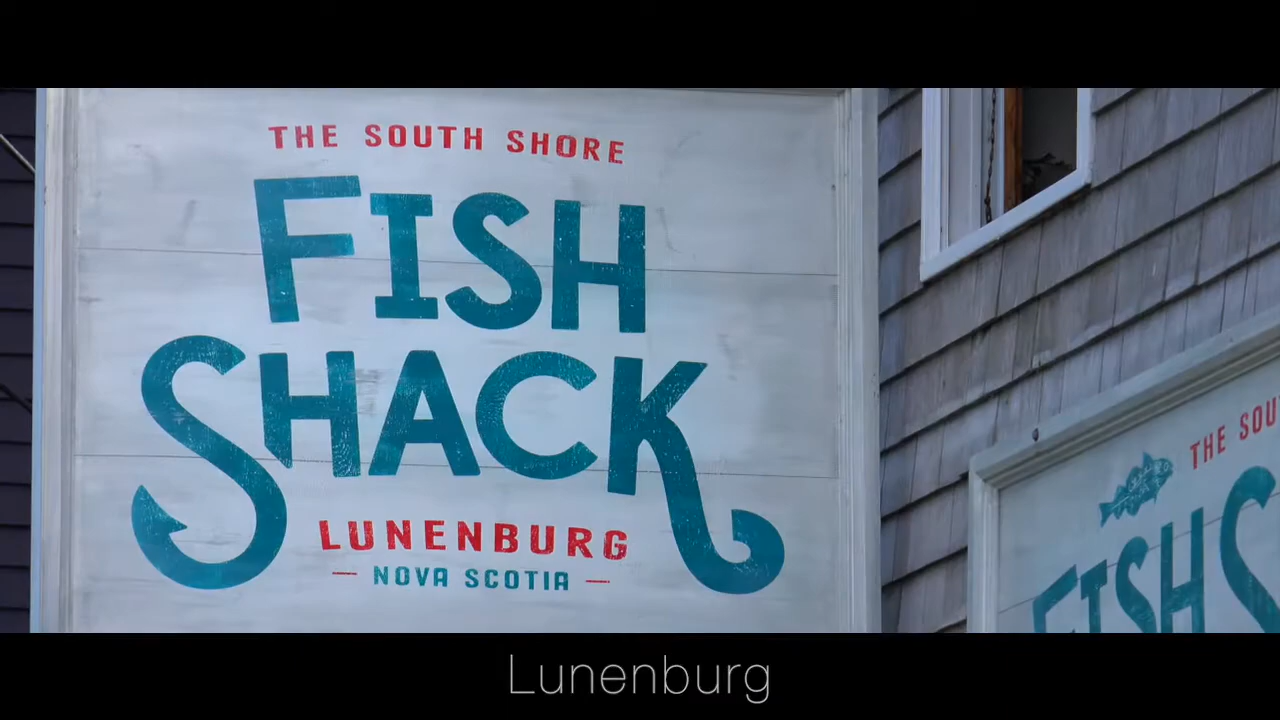 THE SOUTH SHORE
FISH
SHACK
LUNENBURG
NOVA SCOTIA
THE SOU
FISH S
Lunenburg